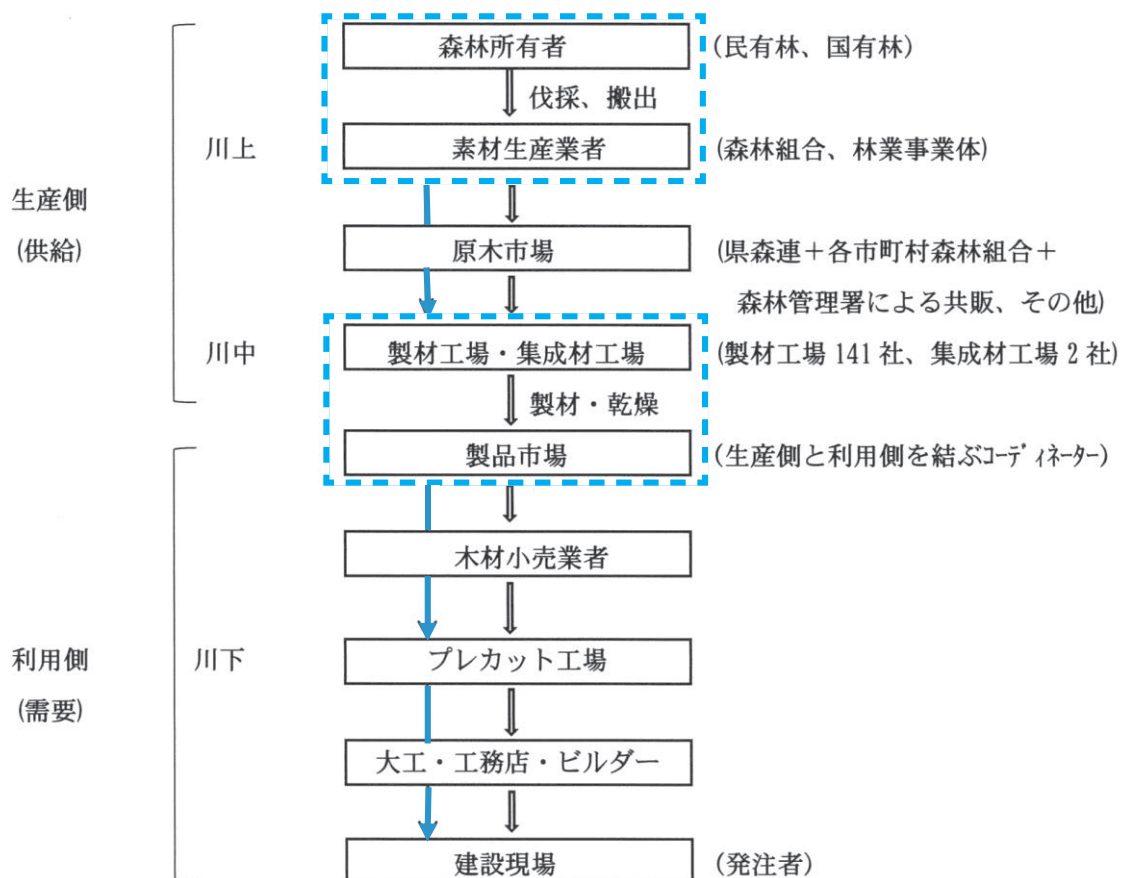 森林所有者
(民有林、国有林)
伐採、搬出
川上
素材生産業者
(森林組合、林業事業体)
生産側
(供給)
原木市場
(県森連＋各市町村森林組合＋
森林管理署による共販、その他)
川中
製材工場・集成材工場
(製材工場 141 社、集成材工場 2 社)
製材・乾燥
製品市場
(生産側と利用側を結ぶｺｰﾃﾞｨﾈｰﾀｰ)
木材小売業者
利用側
(需要)
川下
プレカット工場
大工・工務店・ビルダー
建設現場
(発注者)